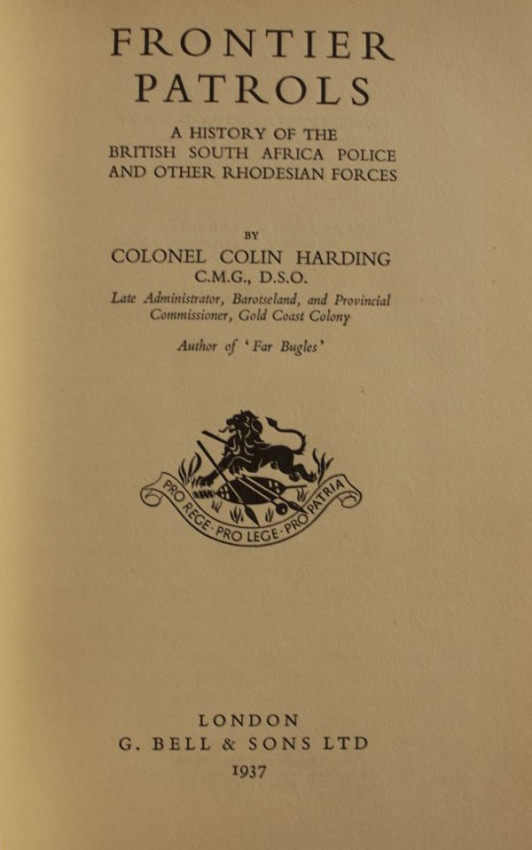 FRONTIER
PATROLS
A HISTORY OF THE
BRITISH SOUTH AFRICA POLICE
AND OTHER RHODESIAN FORCES
BY
COLONEL COLIN HARDING
C.M.G., D.S.O.
Late Administrator, Barotseland, and Provincial
Commissioner, Gold Coast Colony
Author of ‘Far Bugles’
PRO REGE · PRO LEGE · PRO PATRIA
LONDON
G. BELL & SONS LTD
1937